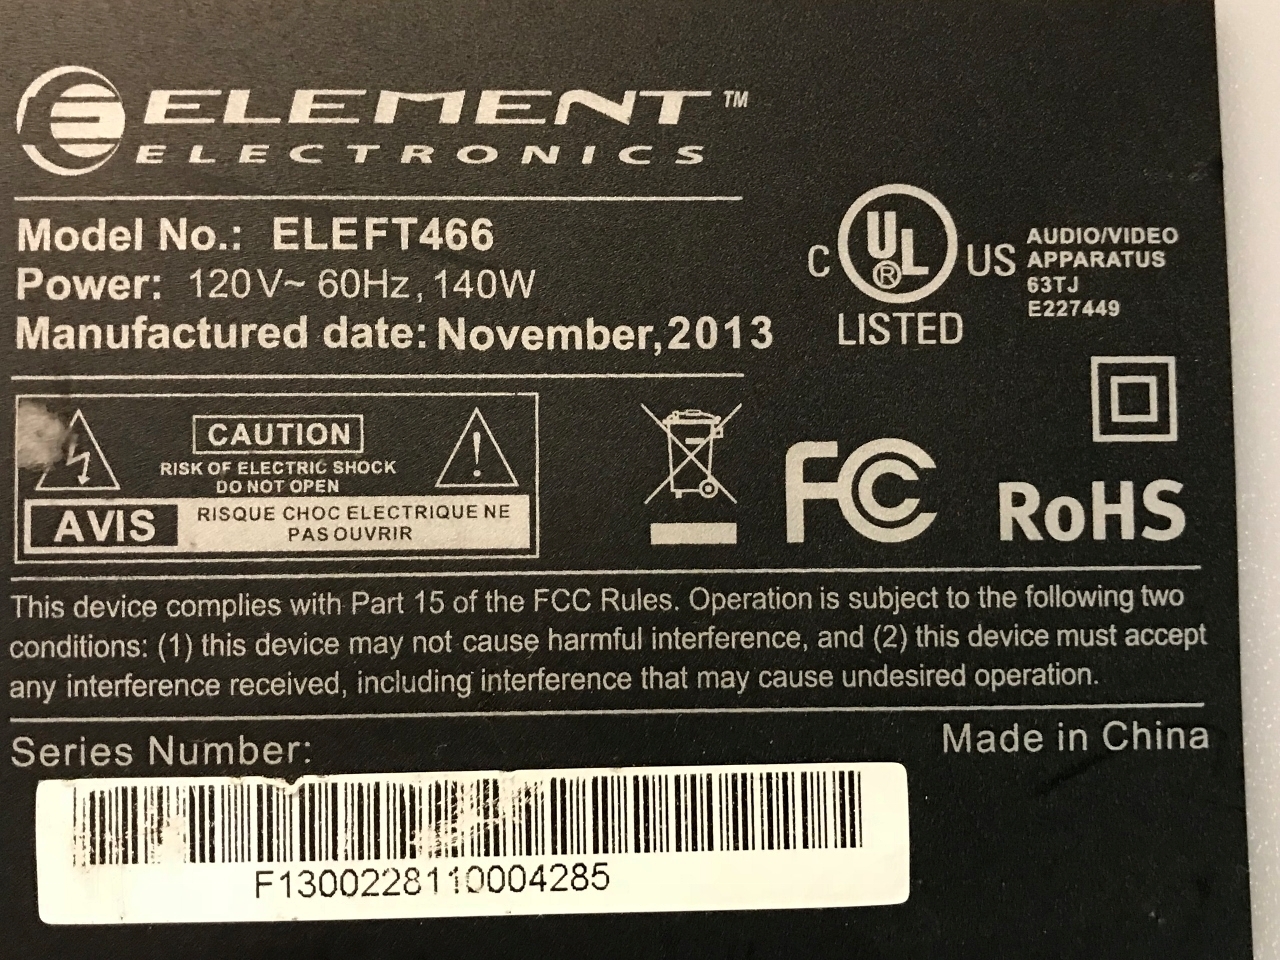 ELEMENT™
ELECTRONICS
Model No.: ELEFT466
Power: 120V~ 60Hz, 140W
Manufactured date: November,2013
C UL® US
LISTED
AUDIO/VIDEO
APPARATUS
63TJ
E227449
CAUTION
RISK OF ELECTRIC SHOCK
DO NOT OPEN
AVIS
RISQUE CHOC ELECTRIQUE NE
PAS OUVRIR
FC
RoHS
This device complies with Part 15 of the FCC Rules. Operation is subject to the following two
conditions: (1) this device may not cause harmful interference, and (2) this device must accept
any interference received, including interference that may cause undesired operation.
Series Number:
Made in China
F1300228110004285